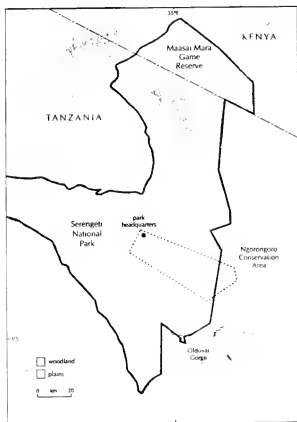 35°E
KENYA
Maasai Mara
Game
Reserve
TANZANIA
park
headquarters
Serengeti
National
Park
Ngorongoro
Conservation
Area
Olduvai
Gorge
woodland
plains
0 km 20